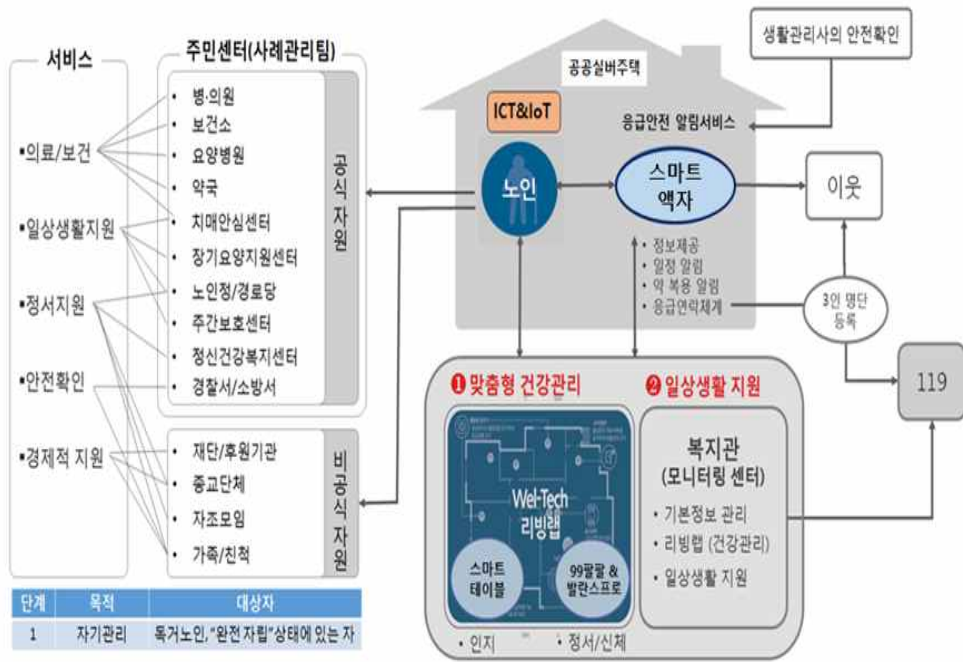 서비스
▪의료/보건
▪일상생활지원
▪정서지원
▪안전확인
▪경제적 지원
주민센터(사례관리팀)
• 병·의원
• 보건소
• 요양병원
• 약국
• 치매안심센터
• 장기요양지원센터
• 노인정/경로당
• 주간보호센터
• 정신건강복지센터
• 경찰서/소방서
공식자원
• 재단/후원기관
• 종교단체
• 자조모임
• 가족/친척
비공식자원
공공실버주택
ICT&IoT
노인
응급안전 알림서비스
스마트
액자
• 정보제공
• 일정 알림
• 약 복용 알림
• 응급연락체계
생활관리사의 안전확인
이웃
3인 명단
등록
119
❶ 맞춤형 건강관리
Wel-Tech
리빙랩
스마트
테이블
99팔팔 &
발란스프로
• 인지
• 정서/신체
❷ 일상생활 지원
복지관
(모니터링 센터)
• 기본정보 관리
• 리빙랩 (건강관리)
• 일상생활 지원
단계 목적 대상자
1 자기관리 독거노인, "완전 자립"상태에 있는 자